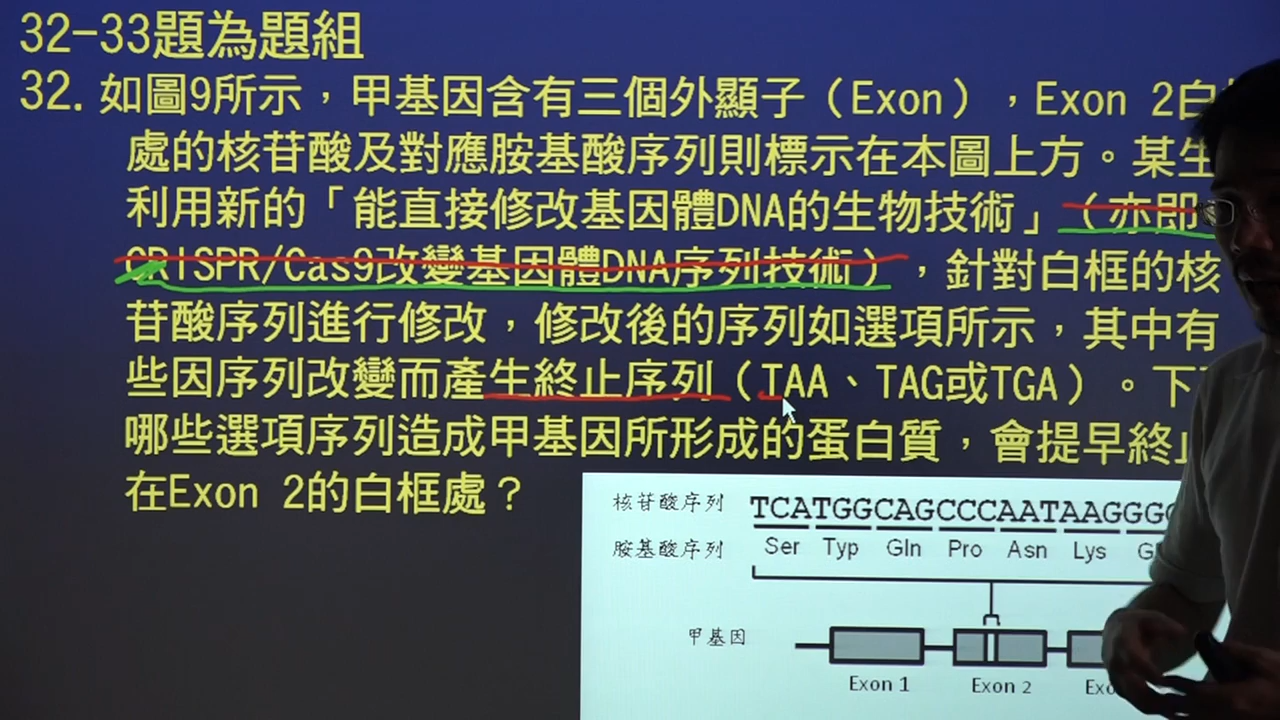 32-33題為題組
32. 如圖9所示，甲基因含有三個外顯子（Exon），Exon 2白
處的核苷酸及對應胺基酸序列則標示在本圖上方。某生
利用新的「能直接修改基因體DNA的生物技術」（亦即
CRISPR/Cas9改變基因體DNA序列技術），針對白框的核
苷酸序列進行修改，修改後的序列如選項所示，其中有
些因序列改變而產生終止序列（TAA、TAG或TGA）。下
哪些選項序列造成甲基因所形成的蛋白質，會提早終止
在Exon 2的白框處？
核苷酸序列 TCATGGCAGCCCAATAAGGG
胺基酸序列 Ser Typ Gln Pro Asn Lys G
甲基因
Exon 1 Exon 2